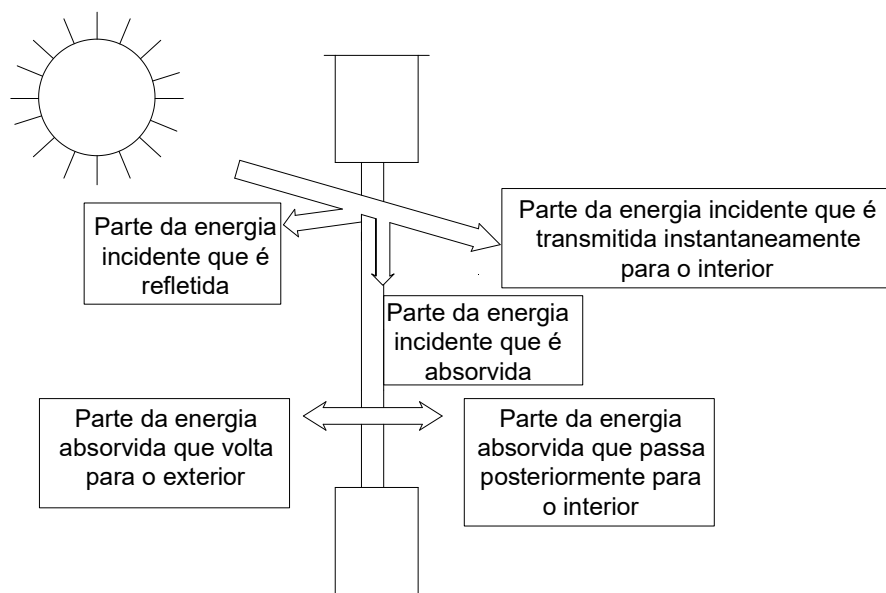 Parte da energia
incidente que é
refletida
Parte da energia incidente que é
transmitida instantaneamente
para o interior
Parte da energia
incidente que é
absorvida
Parte da energia
absorvida que volta
para o exterior
Parte da energia
absorvida que passa
posteriormente para
o interior